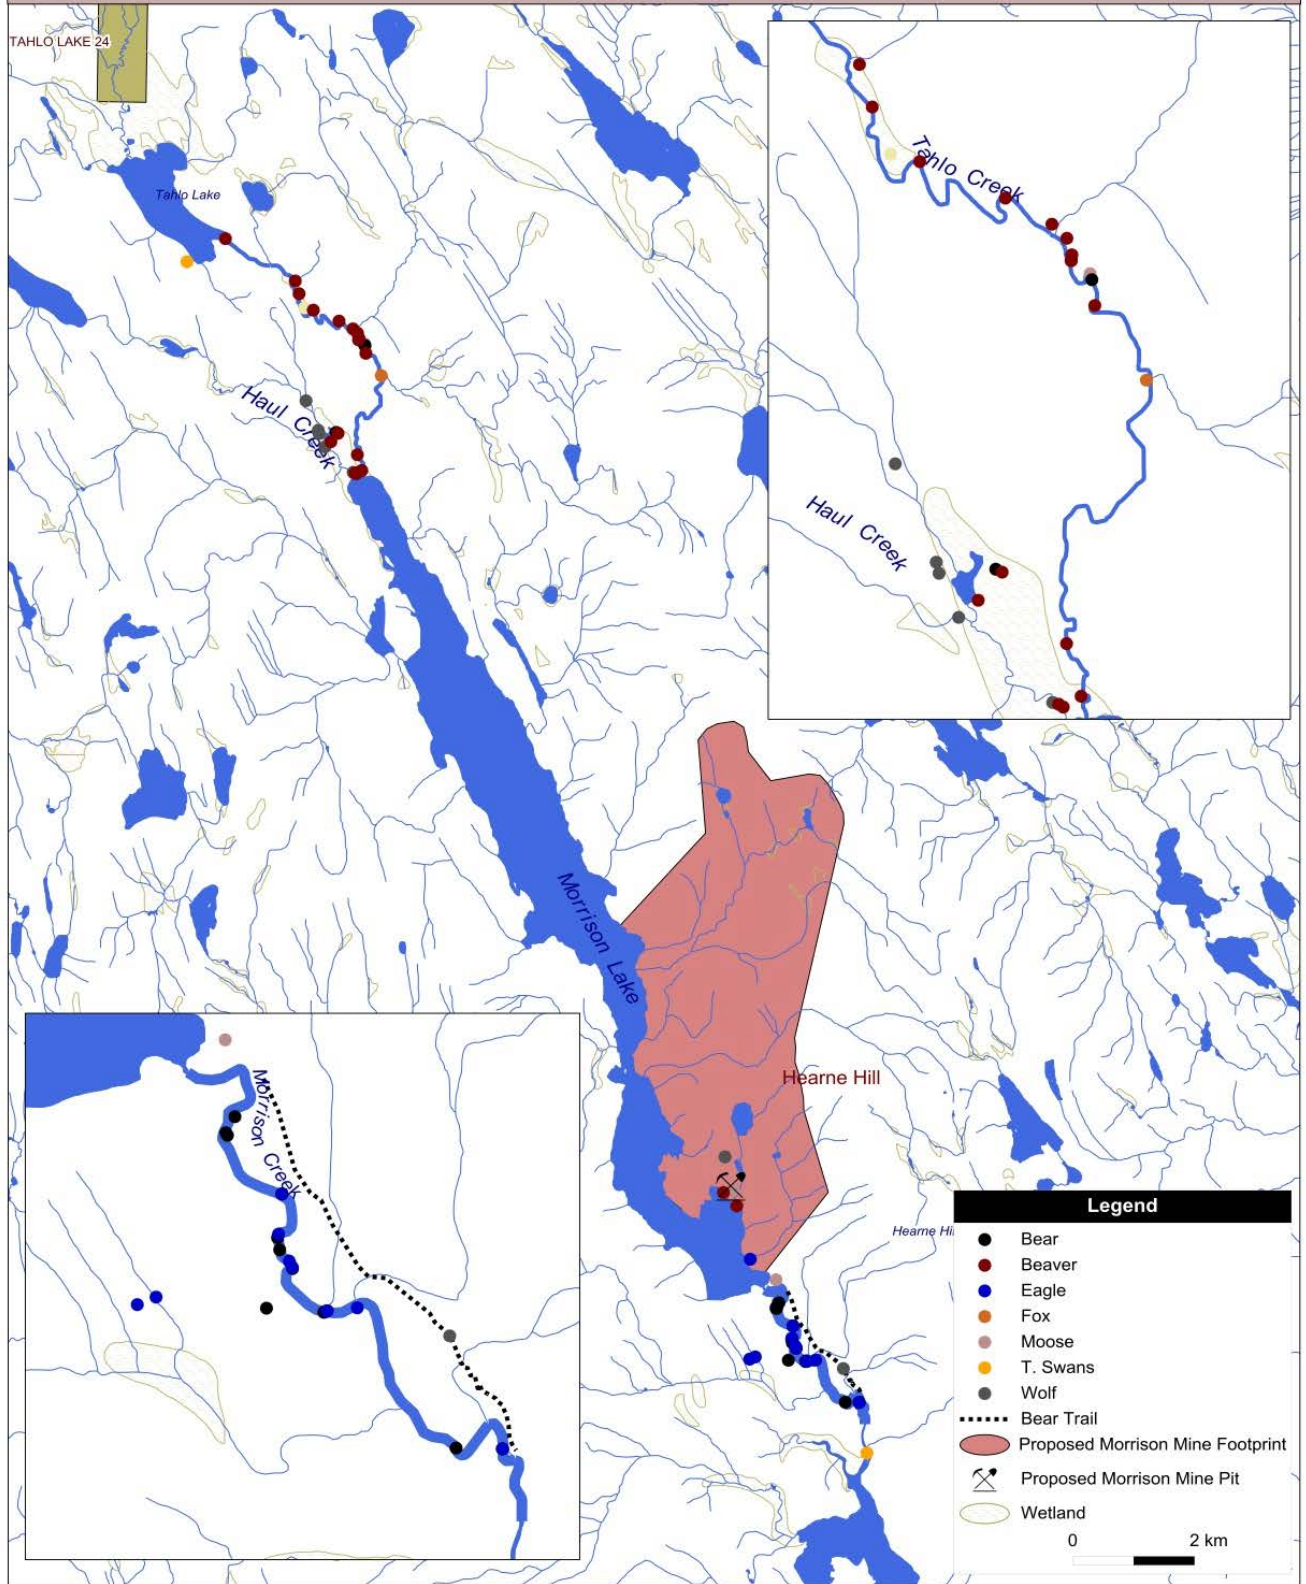 TAHLO LAKE 24
Tahlo Lake
Tahlo Creek
Haul Creek
Haul Creek
Morrison Lake
Hearne Hill
Morrison Creek
Hearne Hil
Legend
Bear
Beaver
Eagle
Fox
Moose
T. Swans
Wolf
Bear Trail
Proposed Morrison Mine Footprint
Proposed Morrison Mine Pit
Wetland
0 2 km